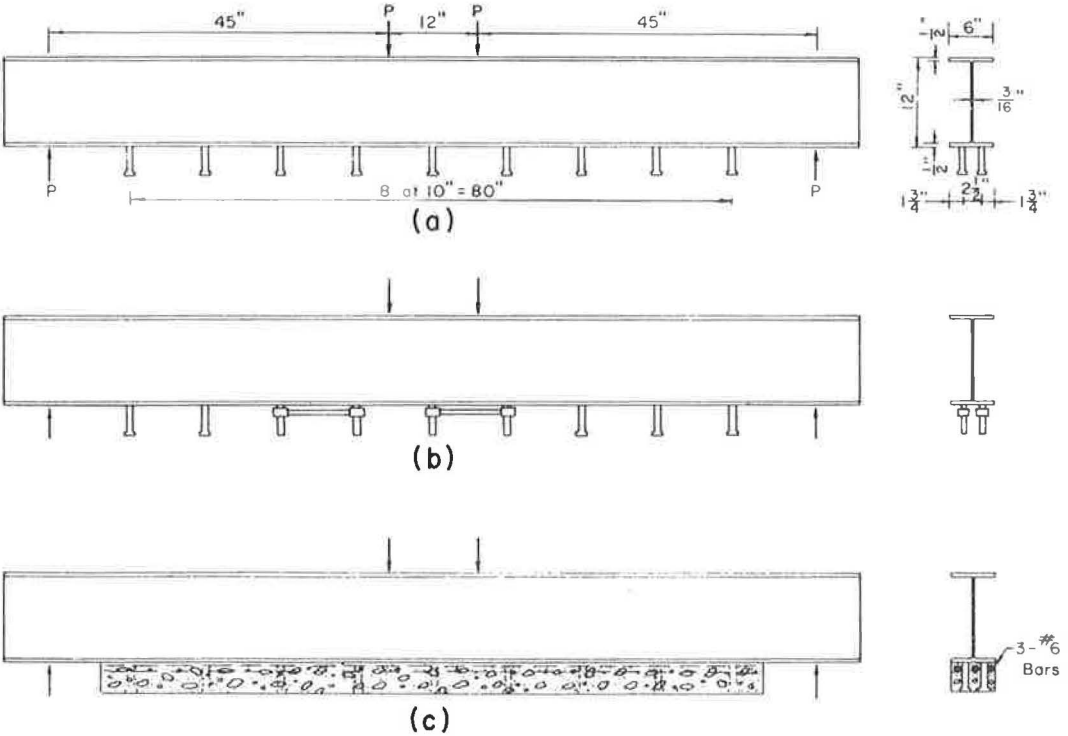 45"
P
12"
P
45"
P
P
8 at 10" = 80"
(a)
1"
2
6"
12"
3"
16
1"
2
1 3/4"
2 1/2"
1 3/4"
(b)
(c)
3-#6
Bars